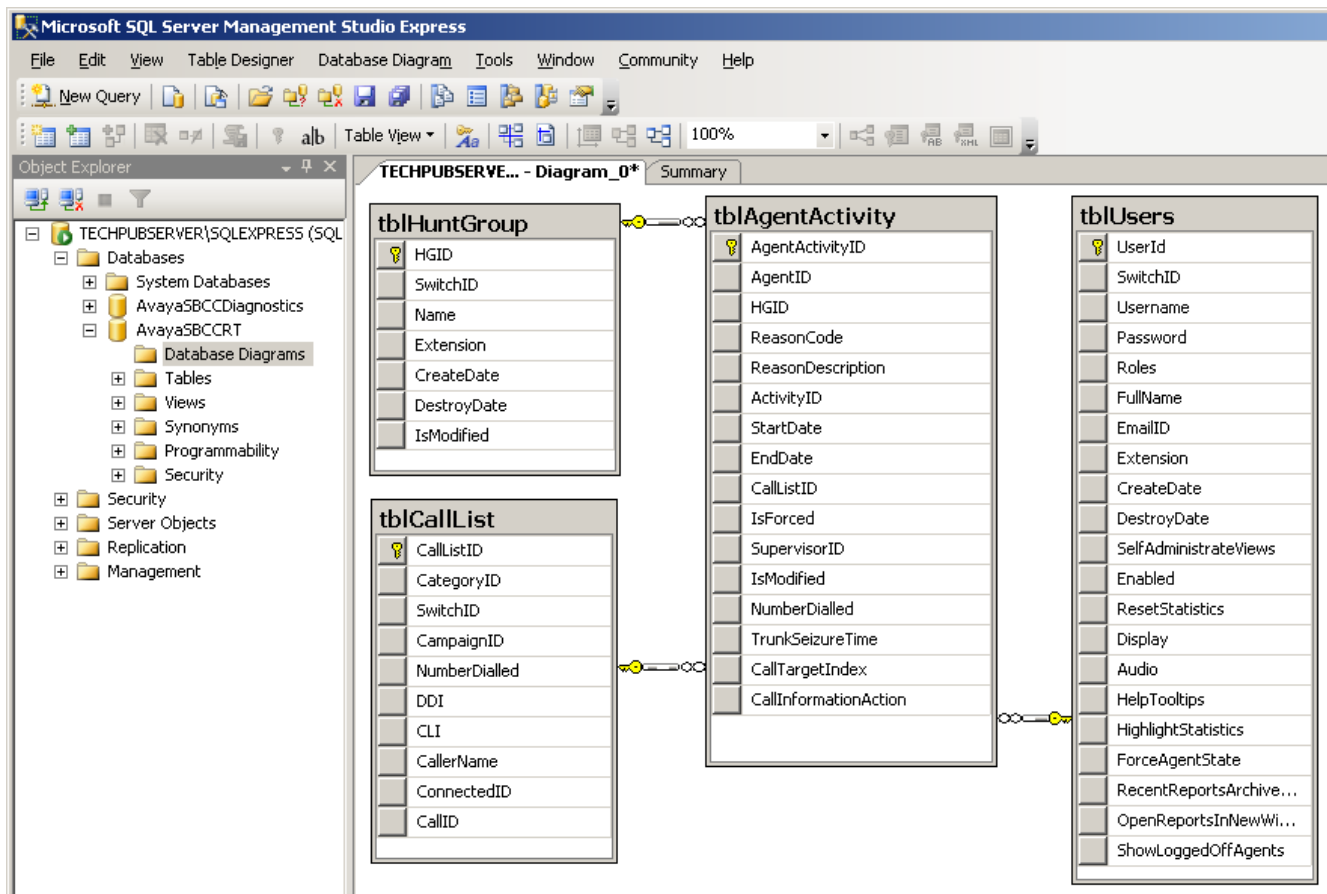 Microsoft SQL Server Management Studio Express
File Edit View Table Designer Database Diagram Tools Window Community Help
New Query
ab Table View 100%
Object Explorer
TECHPUBSERVE... - Diagram_0* Summary
TECHPUBSERVER\SQLEXPRESS (SQL
Databases
System Databases
AvayaSBCCDiagnostics
AvayaSBCCRT
Database Diagrams
Tables
Views
Synonyms
Programmability
Security
Security
Server Objects
Replication
Management
tblHuntGroup
HGID
SwitchID
Name
Extension
CreateDate
DestroyDate
IsModified
tblCallList
CallListID
CategoryID
SwitchID
CampaignID
NumberDialled
DDI
CLI
CallerName
ConnectedID
CallID
tblAgentActivity
AgentActivityID
AgentID
HGID
ReasonCode
ReasonDescription
ActivityID
StartDate
EndDate
CallListID
IsForced
SupervisorID
IsModified
NumberDialled
TrunkSeizureTime
CallTargetIndex
CallInformationAction
tblUsers
UserId
SwitchID
Username
Password
Roles
FullName
EmailID
Extension
CreateDate
DestroyDate
SelfAdministrateViews
Enabled
ResetStatistics
Display
Audio
HelpTooltips
HighlightStatistics
ForceAgentState
RecentReportsArchive...
OpenReportsInNewWi...
ShowLoggedOffAgents